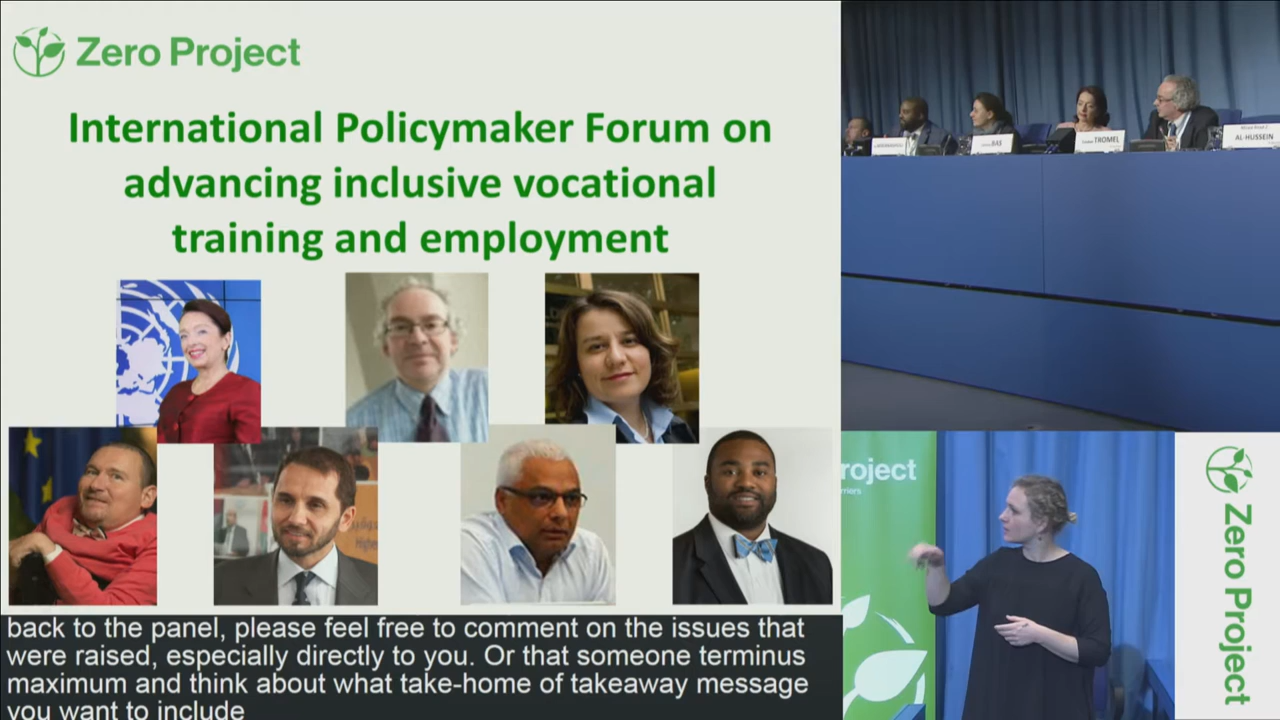 Zero Project
International Policymaker Forum on
advancing inclusive vocational
training and employment
BAS
TROMEL
AL-HUSSEIN
roject
Zero Project
back to the panel, please feel free to comment on the issues that
were raised, especially directly to you. Or that someone terminus
maximum and think about what take-home of takeaway message
you want to include